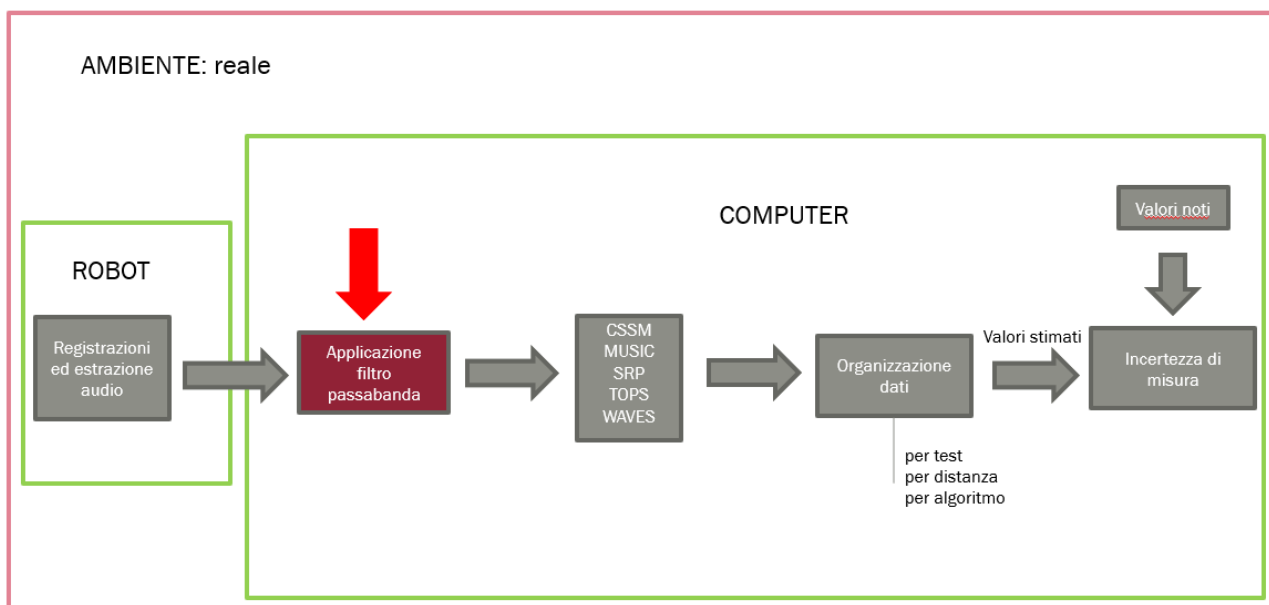 AMBIENTE: reale
COMPUTER
Valori noti
ROBOT
Registrazioni
ed estrazione
audio
Applicazione
filtro
passabanda
CSSM
MUSIC
SRP
TOPS
WAVES
Organizzazione
dati
Valori stimati
Incertezza di
misura
per test
per distanza
per algoritmo